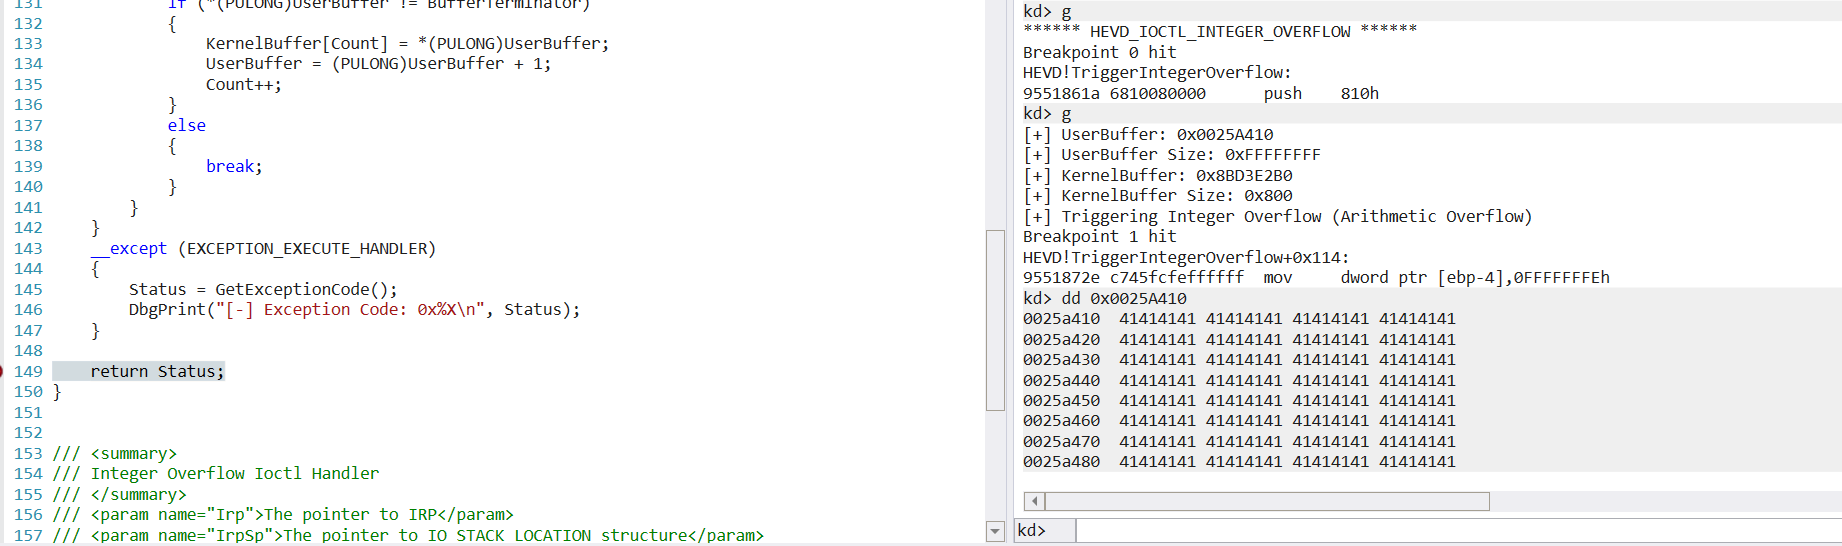 131             if (*(PULONG)UserBuffer != BufferTerminator)
132             {
133                 KernelBuffer[Count] = *(PULONG)UserBuffer;
134                 UserBuffer = (PULONG)UserBuffer + 1;
135                 Count++;
136             }
137             else
138             {
139                 break;
140             }
141         }
142     }
143     __except (EXCEPTION_EXECUTE_HANDLER)
144     {
145         Status = GetExceptionCode();
146         DbgPrint("[-] Exception Code: 0x%X\n", Status);
147     }
148
149     return Status;
150 }
151
152
153 /// <summary>
154 /// Integer Overflow Ioctl Handler
155 /// </summary>
156 /// <param name="Irp">The pointer to IRP</param>
157 /// <param name="IrpSp">The pointer to IO_STACK_LOCATION structure</param>
kd> g
****** HEVD_IOCTL_INTEGER_OVERFLOW ******
Breakpoint 0 hit
HEVD!TriggerIntegerOverflow:
9551861a 6810080000      push    810h
kd> g
[+] UserBuffer: 0x0025A410
[+] UserBuffer Size: 0xFFFFFFFF
[+] KernelBuffer: 0x8BD3E2B0
[+] KernelBuffer Size: 0x800
[+] Triggering Integer Overflow (Arithmetic Overflow)
Breakpoint 1 hit
HEVD!TriggerIntegerOverflow+0x114:
9551872e c745fcfeffffff  mov     dword ptr [ebp-4],0FFFFFFFEh
kd> dd 0x0025A410
0025a410  41414141 41414141 41414141 41414141
0025a420  41414141 41414141 41414141 41414141
0025a430  41414141 41414141 41414141 41414141
0025a440  41414141 41414141 41414141 41414141
0025a450  41414141 41414141 41414141 41414141
0025a460  41414141 41414141 41414141 41414141
0025a470  41414141 41414141 41414141 41414141
0025a480  41414141 41414141 41414141 41414141
kd>